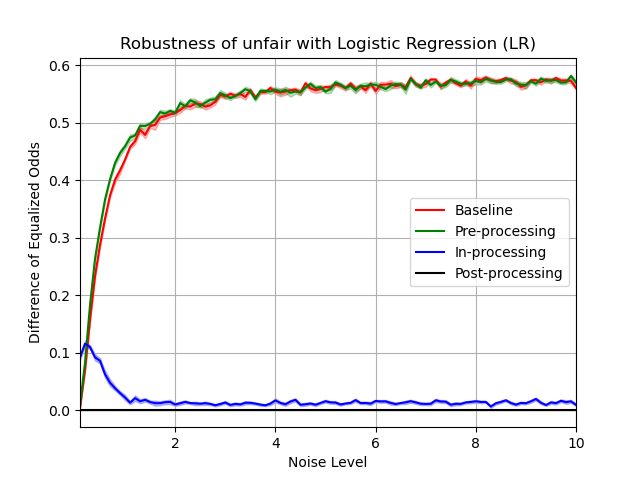 Robustness of unfair with Logistic Regression (LR)
Difference of Equalized Odds
0.6
0.5
0.4
0.3
0.2
0.1
0.0
Baseline
Pre-processing
In-processing
Post-processing
2
4
6
8
10
Noise Level